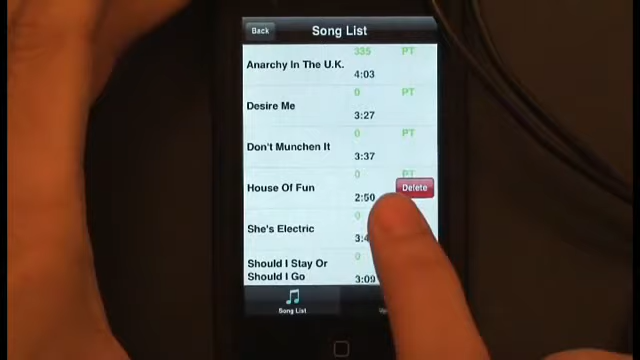 Back
Song List
335 PT
Anarchy In The U.K.
4:03
0 PT
Desire Me
3:27
0 PT
Don't Munchen It
3:37
0 PT
House Of Fun
Delete
2:50
0
She's Electric
0
Should I Stay Or
Should I Go
3:09
Song List